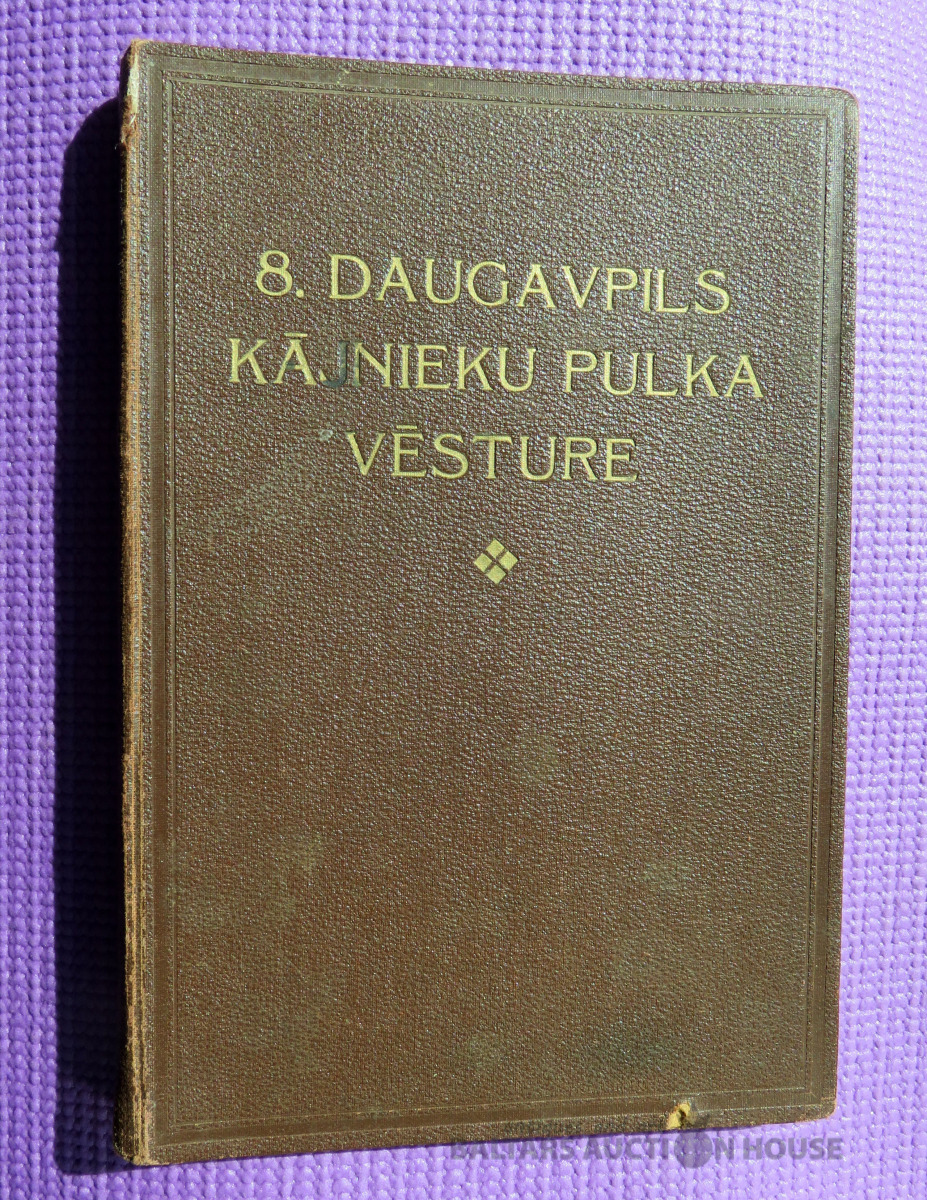 8. DAUGAVPILS
KĀJNIEKU PULKA
VĒSTURE
BALTARS AUCTION HOUSE